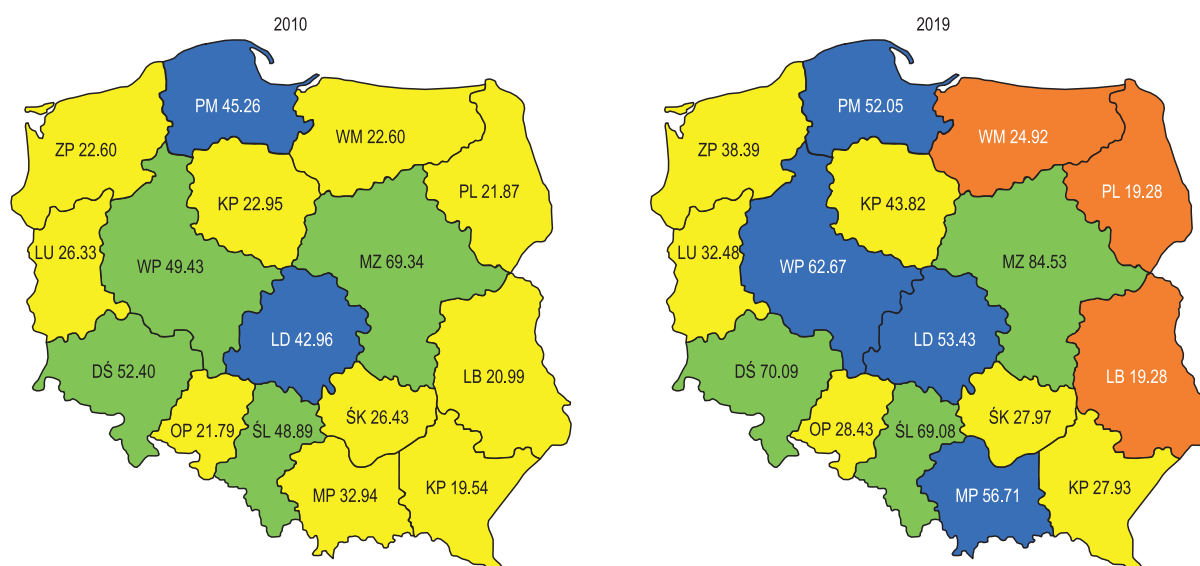 2010
PM 45.26
ZP 22.60
WM 22.60
PL 21.87
KP 22.95
LU 26.33
WP 49.43
MZ 69.34
LD 42.96
DŚ 52.40
LB 20.99
ŚK 26.43
OP 21.79
ŚL 48.89
MP 32.94
KP 19.54
2019
PM 52.05
ZP 38.39
WM 24.92
PL 19.28
KP 43.82
LU 32.48
WP 62.67
MZ 84.53
LD 53.43
DŚ 70.09
LB 19.28
ŚK 27.97
OP 28.43
ŚL 69.08
MP 56.71
KP 27.93